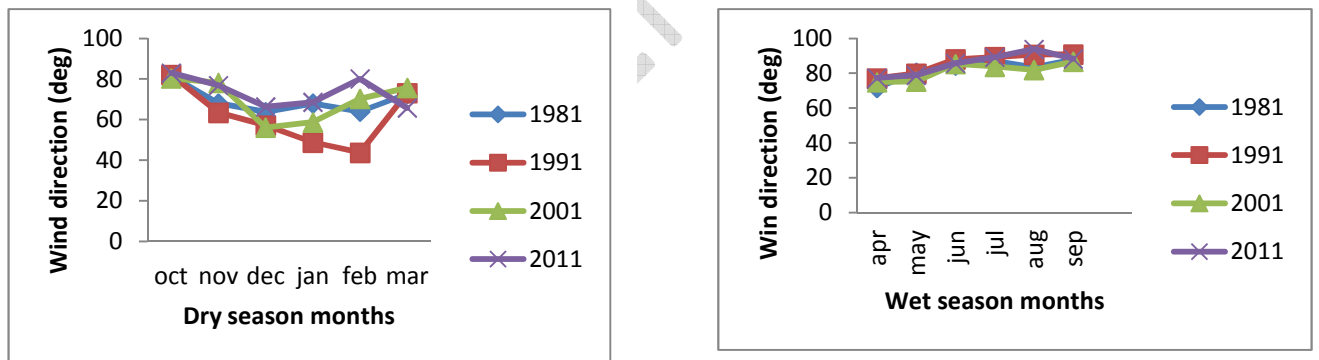 100
80
60
40
20
0
Wind direction (deg)
oct nov dec jan feb mar
Dry season months
1981
1991
2001
2011
100
80
60
40
20
0
Win direction (deg)
apr
may
jun
jul
aug
sep
Wet season months
1981
1991
2001
2011